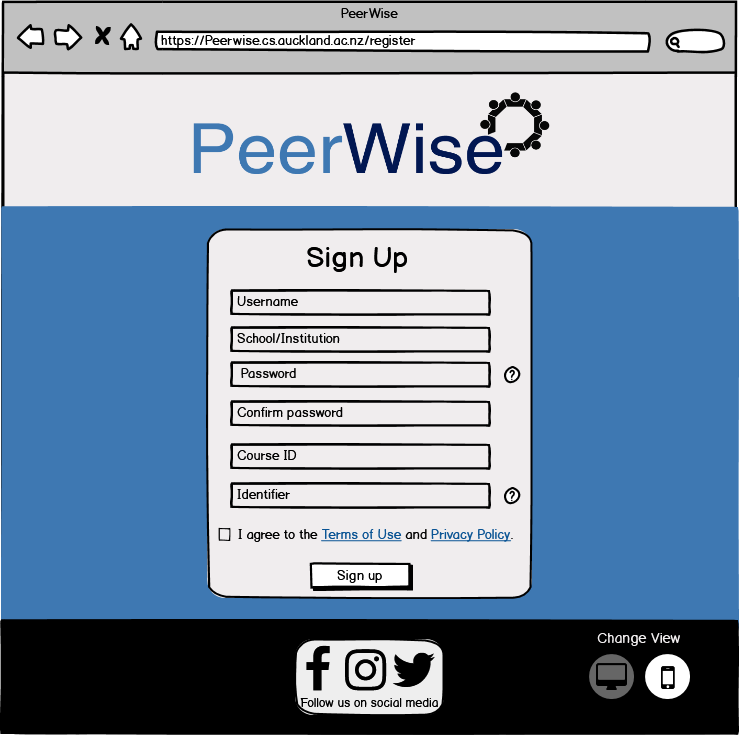 PeerWise
https://Peerwise.cs.auckland.ac.nz/register
PeerWise
Sign Up
Username
School/Institution
Password
?
Confirm password
Course ID
Identifier
?
I agree to the Terms of Use and Privacy Policy.
Sign up
Change View
Follow us on social media